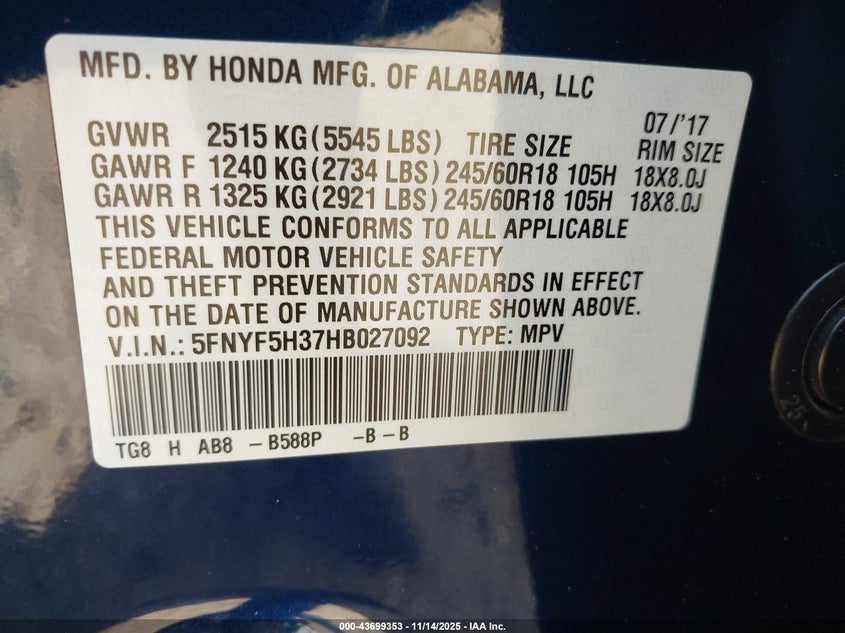 MFD. BY HONDA MFG. OF ALABAMA, LLC
07/'17
GVWR 2515 KG(5545 LBS) TIRE SIZE RIM SIZE
GAWR F 1240 KG(2734 LBS) 245/60R18 105H 18X8.0J
GAWR R 1325 KG(2921 LBS) 245/60R18 105H 18X8.0J
THIS VEHICLE CONFORMS TO ALL APPLICABLE
FEDERAL MOTOR VEHICLE SAFETY
AND THEFT PREVENTION STANDARDS IN EFFECT
ON THE DATE OF MANUFACTURE SHOWN ABOVE.
V.I.N.: 5FNYF5H37HB027092 TYPE: MPV
TG8 H AB8 -B588P -B-B
25
000-43699353 - 11/14/2025 - IAA Inc.